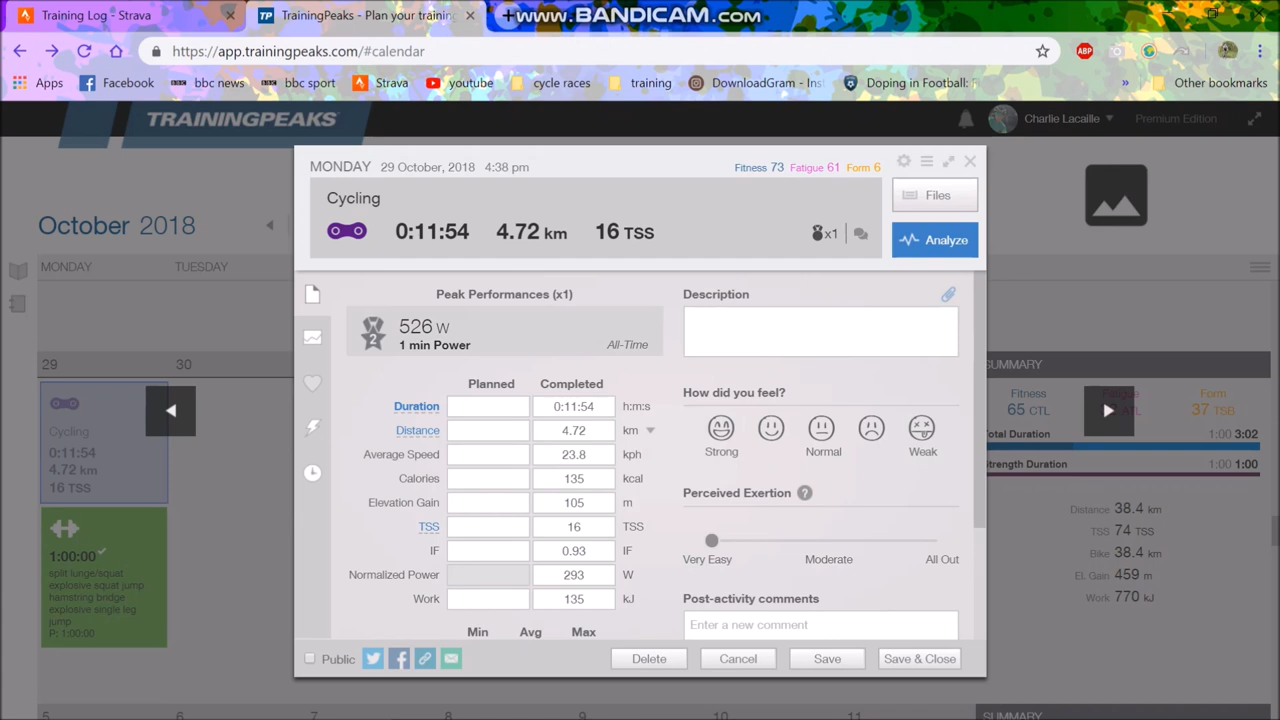 Training Log - Strava
TrainingPeaks - Plan your training
WWW.BANDICAM.COM
https://app.trainingpeaks.com/#calendar
ABP
Apps
Facebook
bbc news
bbc sport
Strava
youtube
cycle races
training
DownloadGram - Inst
Doping in Football:
»
Other bookmarks
TRAININGPEAKS
Charlie Lacaille
Premium Edition
October 2018
MONDAY
TUESDAY
29
30
Cycling
0:11:54
4.72 km
16 TSS
1:00:00
split lunge/squat
explosive squat jump
hamstring bridge
explosive single leg
jump
P: 1:00:00
MONDAY 29 October, 2018 4:38 pm
Fitness 73 Fatigue 61 Form 6
Cycling
0:11:54 4.72 km 16 TSS
x1
Files
Analyze
Peak Performances (x1)
2
526 W
1 min Power
All-Time
Planned Completed
Duration 0:11:54 h:m:s
Distance 4.72 km
Average Speed 23.8 kph
Calories 135 kcal
Elevation Gain 105 m
TSS 16 TSS
IF 0.93 IF
Normalized Power 293 W
Work 135 kJ
Min Avg Max
Description
How did you feel?
Strong Normal Weak
Perceived Exertion ?
Very Easy Moderate All Out
Post-activity comments
Enter a new comment
Public
Delete
Cancel
Save
Save & Close
SUMMARY
Fitness Form
65 CTL 37 TSB
Total Duration 1:00 3:02
Strength Duration 1:00 1:00
Distance 38.4 km
TSS 74 TSS
Bike 38.4 km
El. Gain 459 m
Work 770 kJ
5 6 7 8 9 10 11
SUMMARY